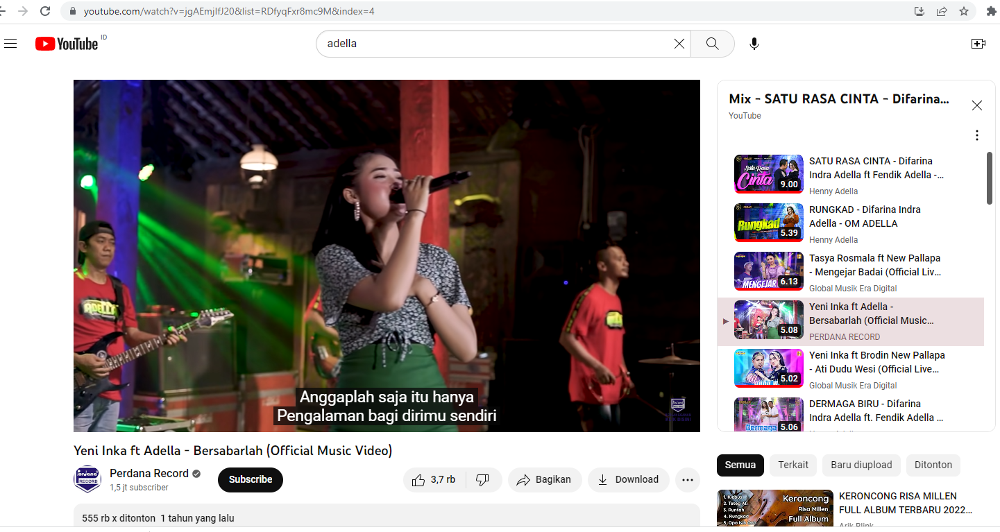 youtube.com/watch?v=jgAEmjlfJ20&list=RDfyqFxr8mc9M&index=4
YouTube ID
adella
ADELLA
Anggaplah saja itu hanya
Pengalaman bagi dirimu sendiri
Yeni Inka ft Adella - Bersabarlah (Official Music Video)
Perdana RECORD
Perdana Record
1,5 jt subscriber
Subscribe
3,7 rb
Bagikan
Download
555 rb x ditonton 1 tahun yang lalu
Mix - SATU RASA CINTA - Difarina...
YouTube
Satu Rasa
Cinta
9.00
SATU RASA CINTA - Difarina
Indra Adella ft Fendik Adella -...
Henny Adella
Rungkad
5.39
RUNGKAD - Difarina Indra
Adella - OM ADELLA
Henny Adella
MENGEJAR
6.13
Tasya Rosmala ft New Pallapa
- Mengejar Badai (Official Liv...
Global Musik Era Digital
5.08
Yeni Inka ft Adella -
Bersabarlah (Official Music...
PERDANA RECORD
5.02
Yeni Inka ft Brodin New Pallapa
- Ati Dudu Wesi (Official Live...
Global Musik Era Digital
Dermaga
5.06
DERMAGA BIRU - Difarina
Indra Adella ft. Fendik Adella ...
Semua
Terkait
Baru diupload
Ditonton
1. Klebus
2. Teteg Ati
3. Runtah
4. Rungkad
5. Opo Isin Ono
Keroncong
Risa Millen
Full Album
KERONCONG RISA MILLEN
FULL ALBUM TERBARU 2022...
Arik Blink